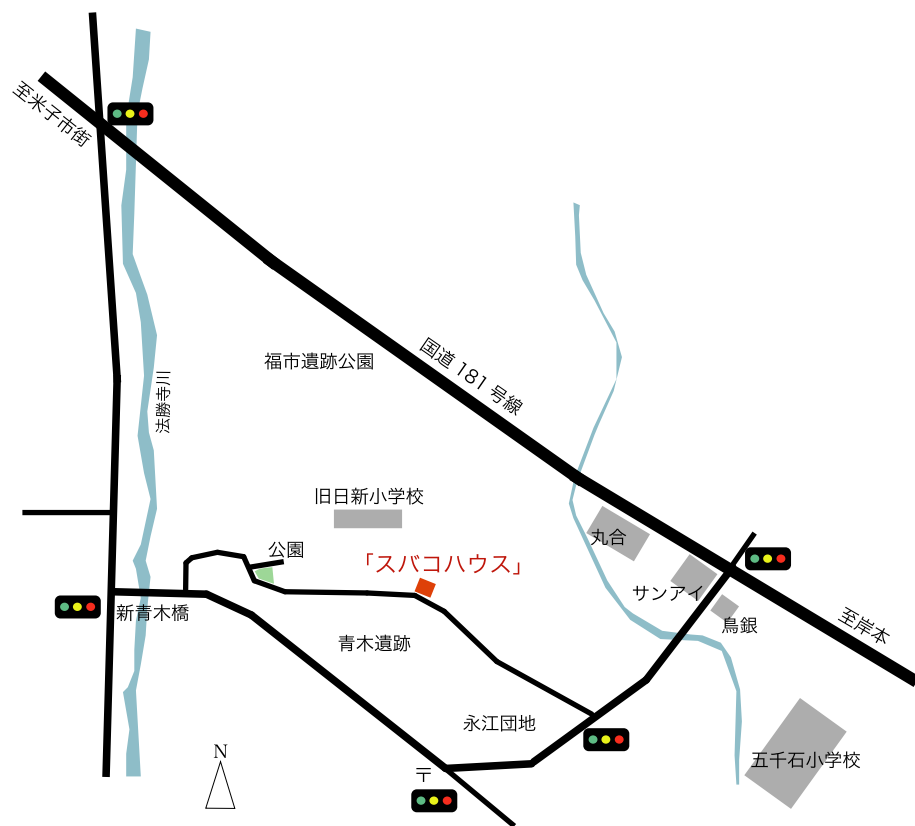 至米子市街
福市遺跡公園
国道 181 号線
法勝寺川
旧日新小学校
丸合
公園
「スバコハウス」
サンアイ
新青木橋
鳥銀
至岸本
青木遺跡
永江団地
N
五千石小学校
〒